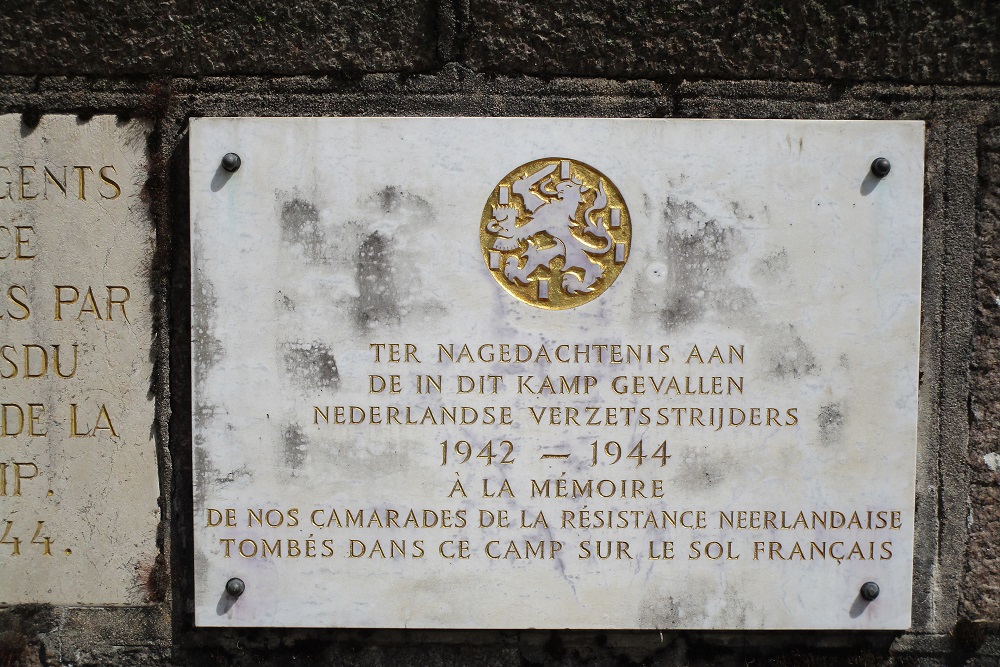 GENTS
CE
S PAR
SDU
DE LA
P.
44.
TER NAGEDACHTENIS AAN
DE IN DIT KAMP GEVALLEN
NEDERLANDSE VERZETSSTRIJDERS
1942 – 1944
À LA MÉMOIRE
DE NOS CAMARADES DE LA RÉSISTANCE NEERLANDAISE
TOMBÉS DANS CE CAMP SUR LE SOL FRANÇAIS